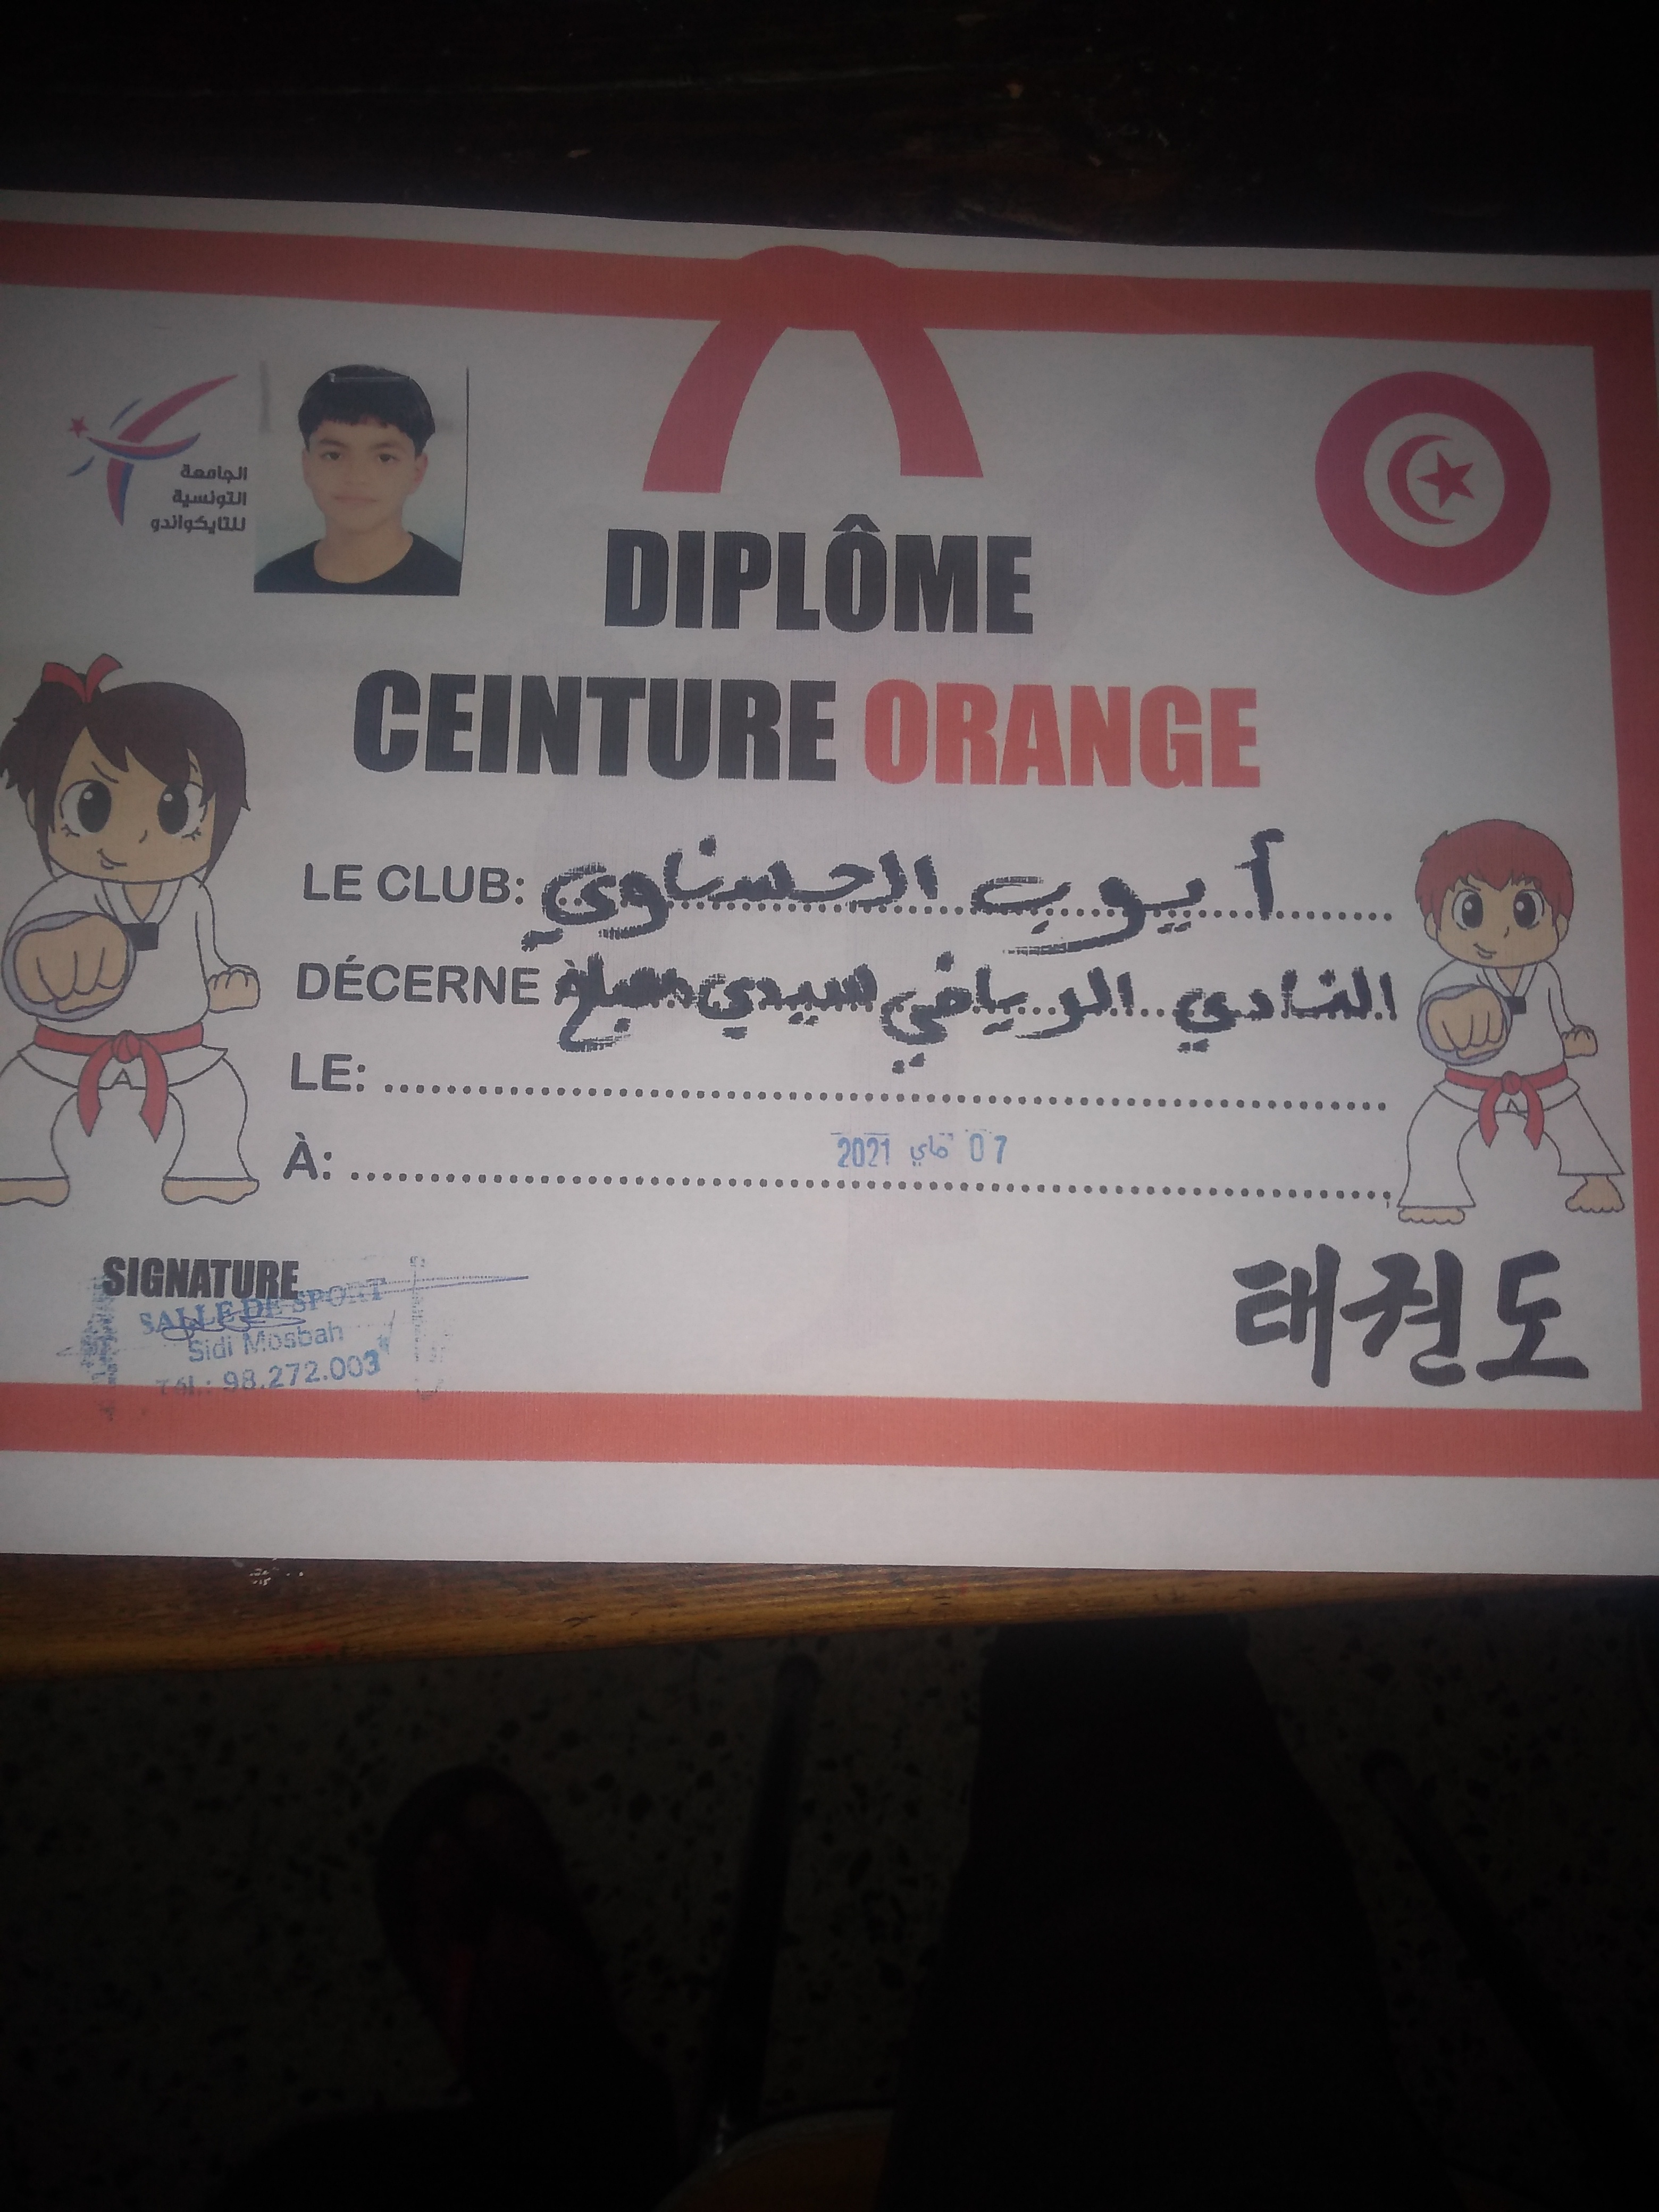 الجامعة
التونسية
للتايكواندو
DIPLÔME
CEINTURE ORANGE
LE CLUB: أيوب الحسناوي
DÉCERNE À النادي الرياضي سيدي مصباح
LE:
À: 07 ماي 2021
SIGNATURE
SALLE DE SPORT
Sidi Mosbah
Tél.: 98.272.003
태권도